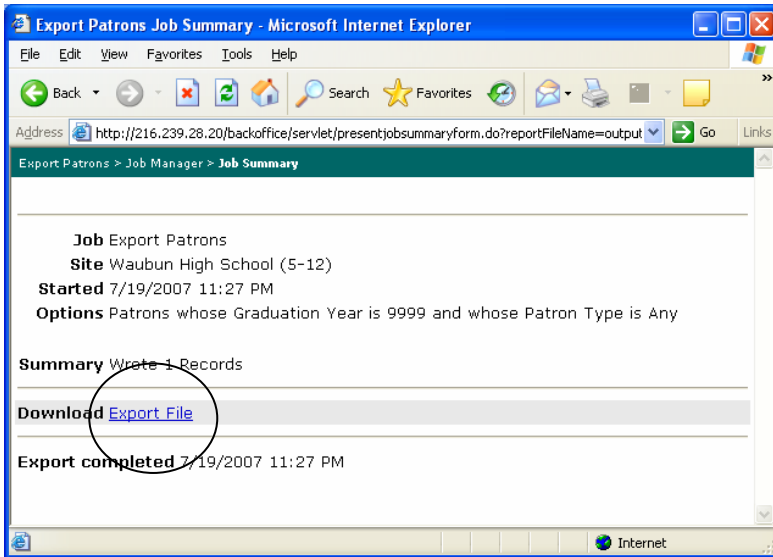 Export Patrons Job Summary - Microsoft Internet Explorer
File Edit View Favorites Tools Help
Back Search Favorites »
Address http://216.239.28.20/backoffice/servlet/presentjobsummaryform.do?reportFileName=output Go Links
Export Patrons > Job Manager > Job Summary
Job Export Patrons
Site Waubun High School (5-12)
Started 7/19/2007 11:27 PM
Options Patrons whose Graduation Year is 9999 and whose Patron Type is Any
Summary Wrote 1 Records
Download Export File
Export completed 7/19/2007 11:27 PM
Internet